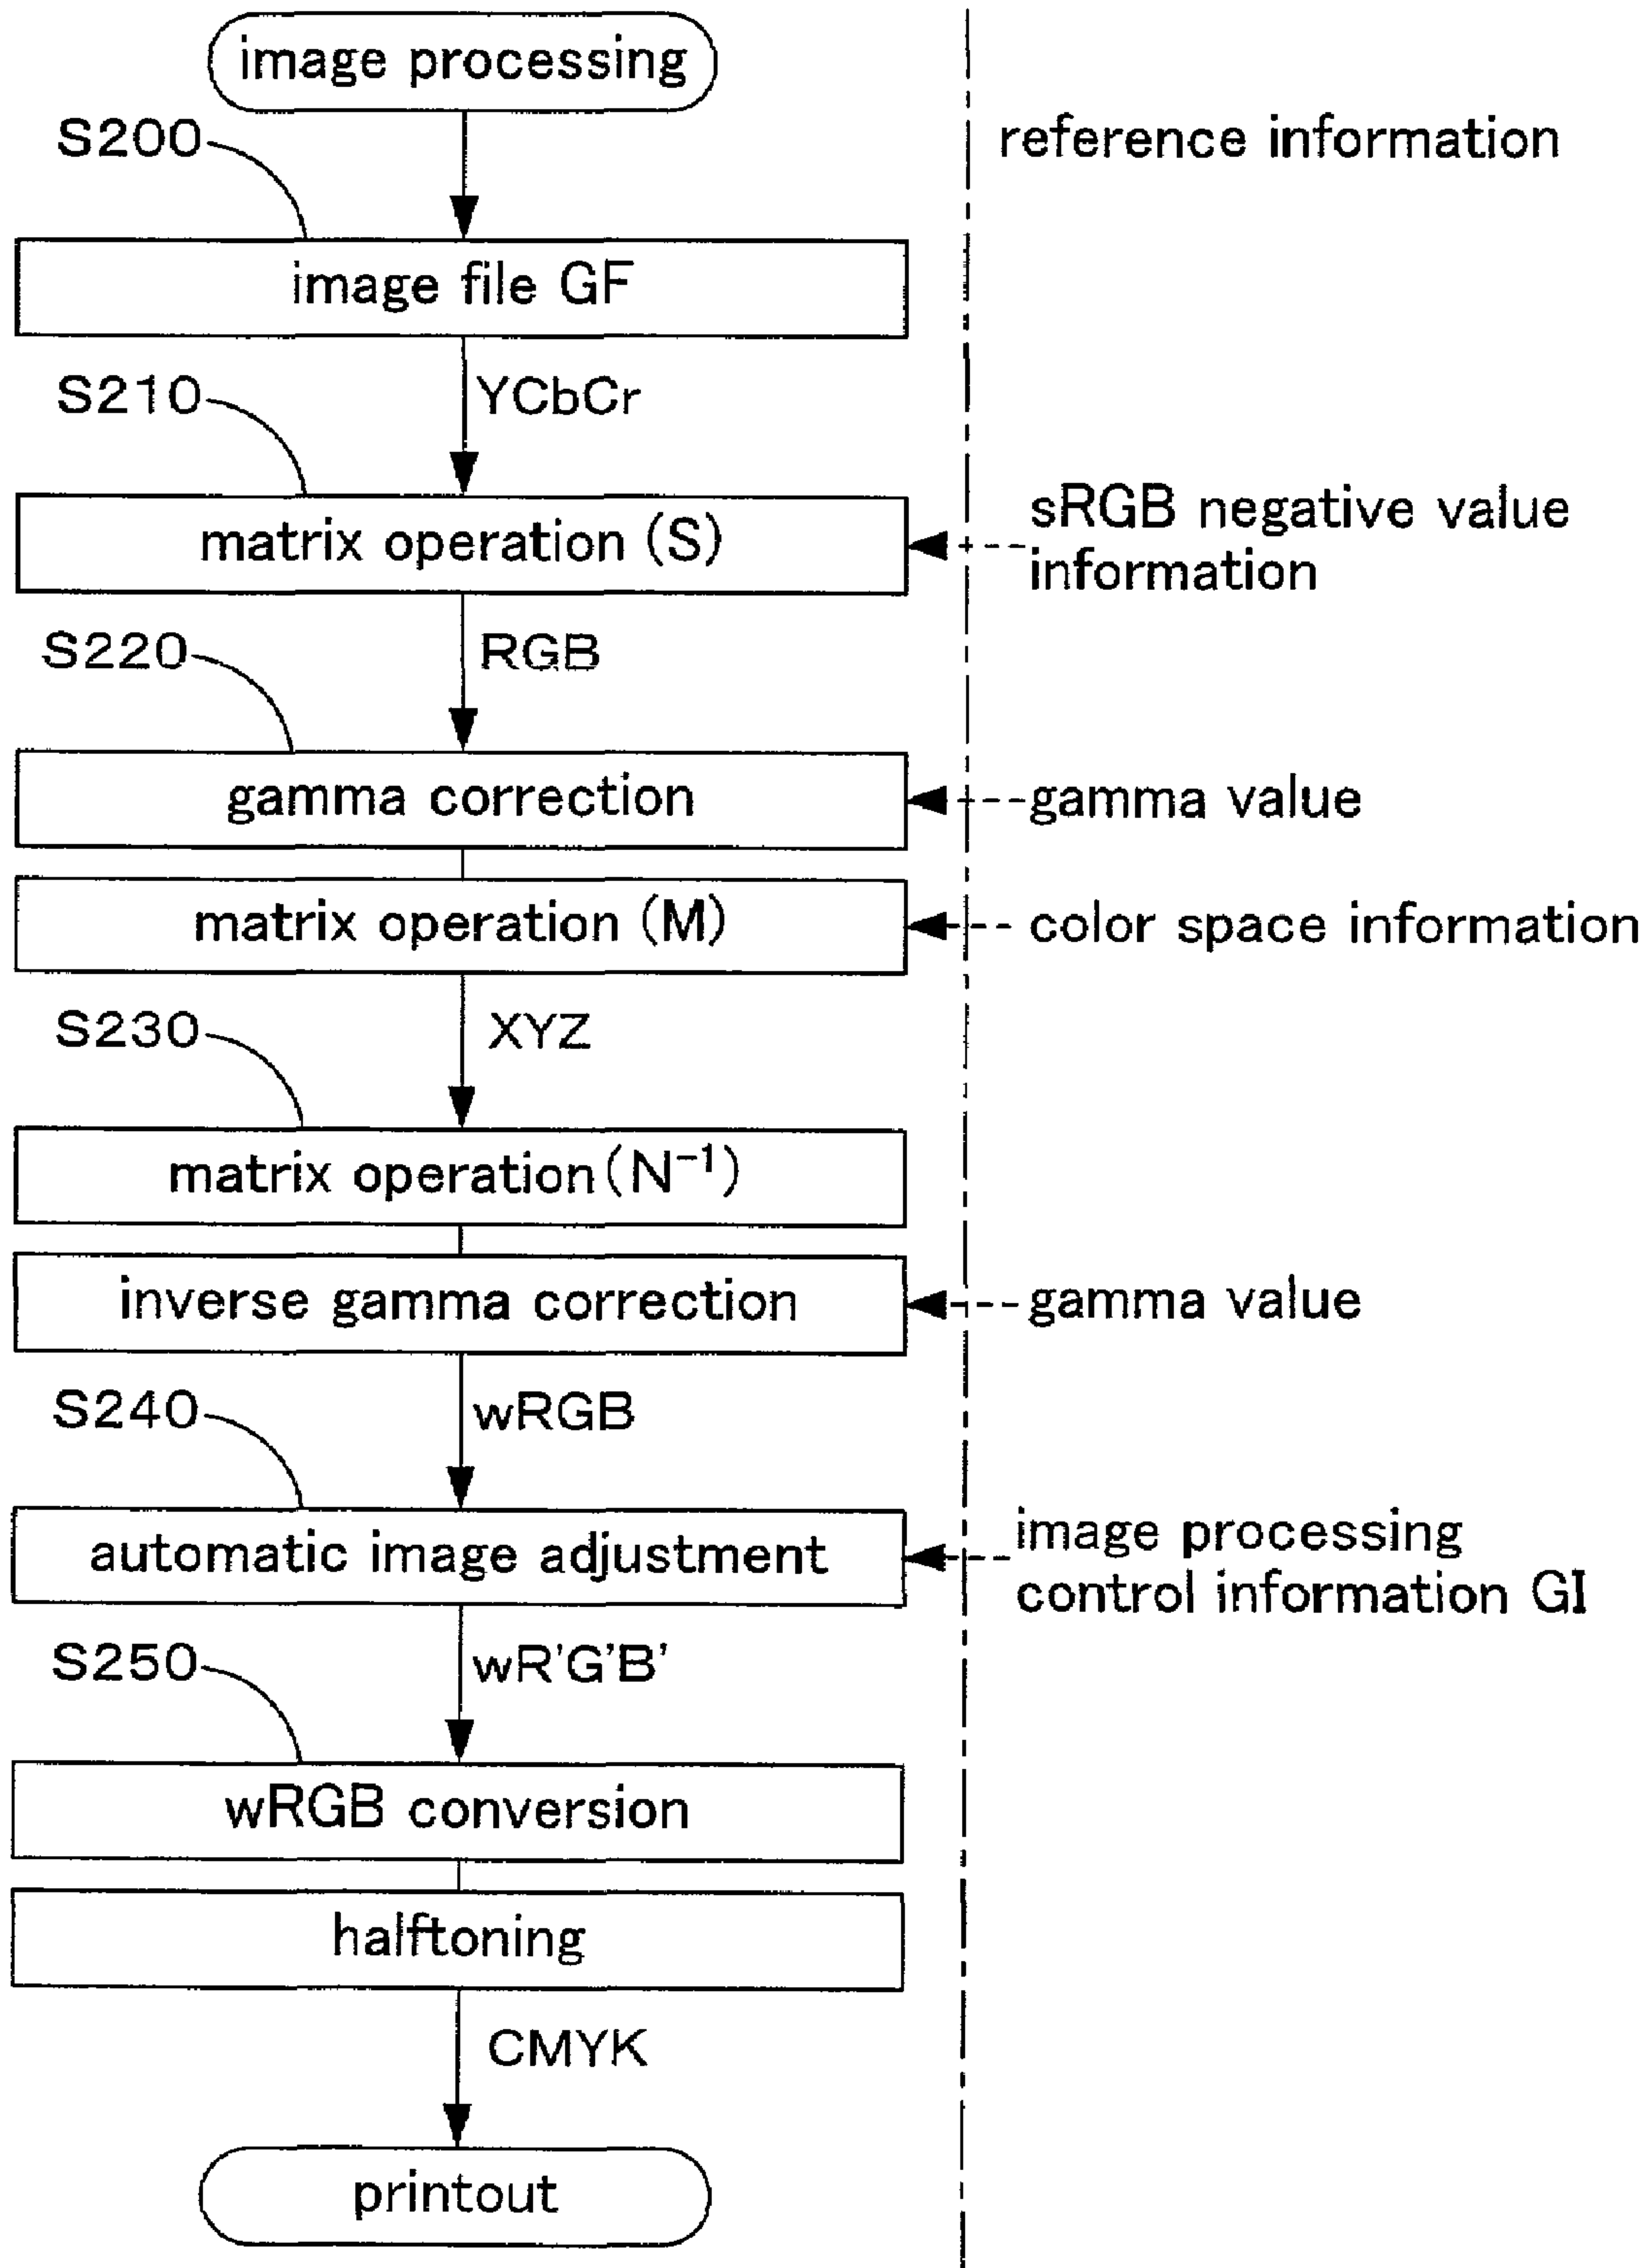 image processing
S200
reference information
image file GF
S210
YCbCr
matrix operation (S)
sRGB negative value
information
S220
RGB
gamma correction
gamma value
matrix operation (M)
color space information
S230
XYZ
matrix operation (N⁻¹)
inverse gamma correction
gamma value
S240
wRGB
automatic image adjustment
image processing
control information GI
S250
wR'G'B'
wRGB conversion
halftoning
CMYK
printout